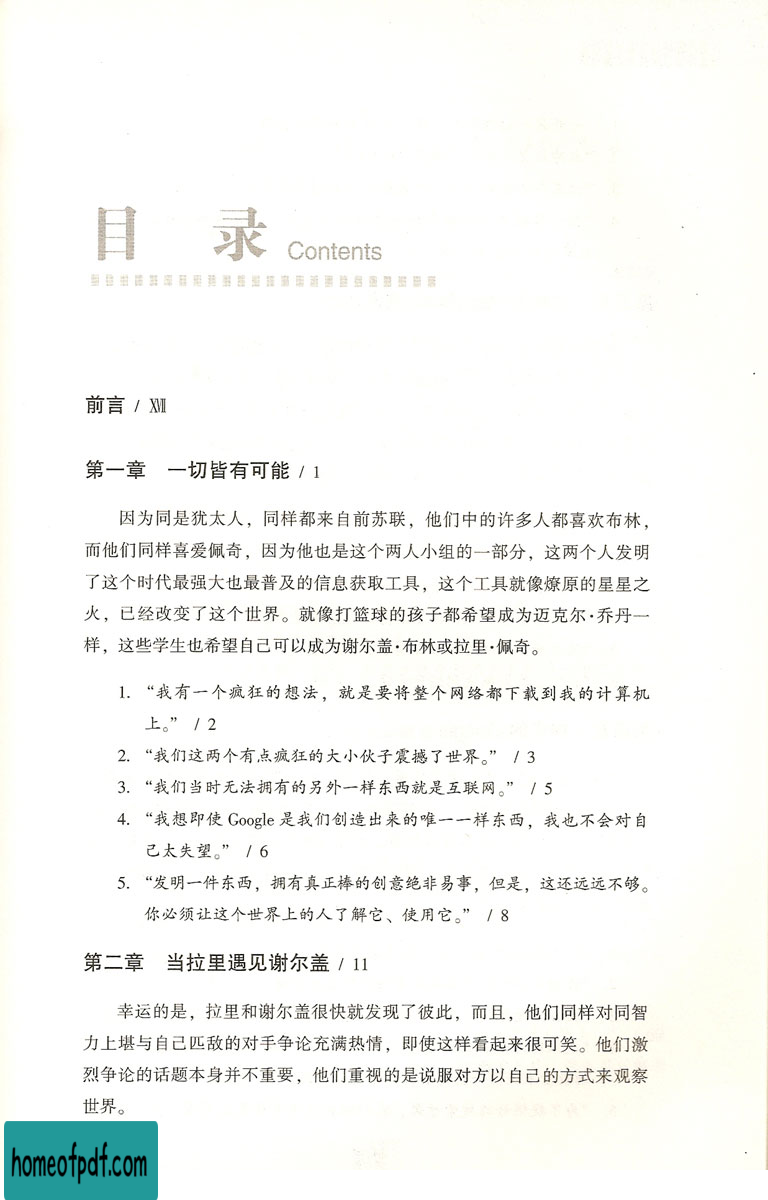 目 录 Contents
前言 / XVII
第一章 一切皆有可能 / 1
因为同是犹太人，同样都来自前苏联，他们中的许多人都喜欢布林，
而他们同样喜爱佩奇，因为他也是这个两人小组的一部分，这两个人发明
了这个时代最强大也最普及的信息获取工具，这个工具就像燎原的星星之
火，已经改变了这个世界。就像打篮球的孩子都希望成为迈克尔·乔丹一
样，这些学生也希望自己可以成为谢尔盖·布林或拉里·佩奇。
1. “我有一个疯狂的想法，就是要将整个网络都下载到我的计算机
上。” / 2
2. “我们这两个有点疯狂的大小伙子震撼了世界。” / 3
3. “我们当时无法拥有的另外一样东西就是互联网。” / 5
4. “我想即使 Google 是我们创造出来的唯一一样东西，我也不会对自
己太失望。” / 6
5. “发明一件东西，拥有真正棒的创意绝非易事，但是，这还远远不够。
你必须让这个世界上的人了解它、使用它。” / 8
第二章 当拉里遇见谢尔盖 / 11
幸运的是，拉里和谢尔盖很快就发现了彼此，而且，他们同样对同智
力上堪与自己匹敌的对手争论充满热情，即使这样看起来很可笑。他们激
烈争论的话题本身并不重要，他们重视的是说服对方以自己的方式来观察
世界。
homeofpdf.com